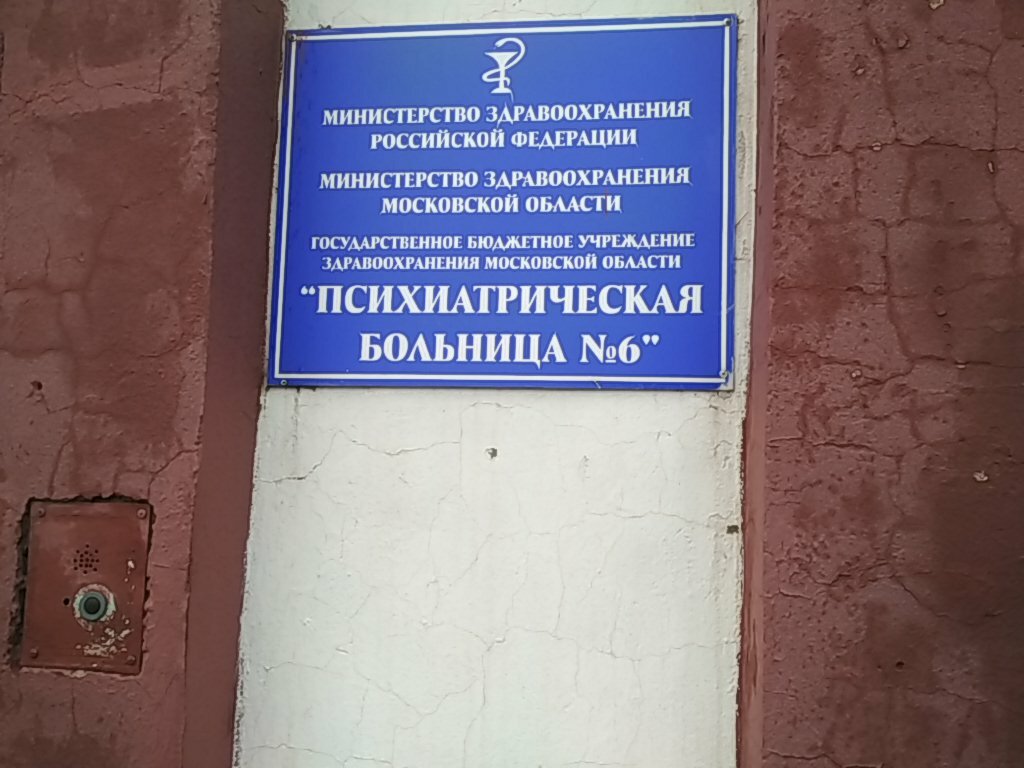 МИНИСТЕРСТВО ЗДРАВООХРАНЕНИЯ
РОССИЙСКОЙ ФЕДЕРАЦИИ
МИНИСТЕРСТВО ЗДРАВООХРАНЕНИЯ
МОСКОВСКОЙ ОБЛАСТИ
ГОСУДАРСТВЕННОЕ БЮДЖЕТНОЕ УЧРЕЖДЕНИЕ
ЗДРАВООХРАНЕНИЯ МОСКОВСКОЙ ОБЛАСТИ
“ПСИХИАТРИЧЕСКАЯ
БОЛЬНИЦА №6”